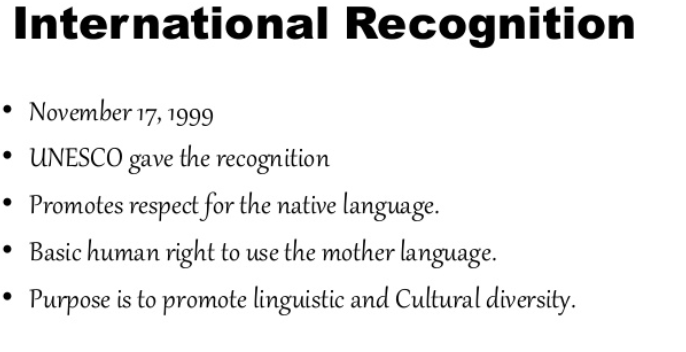 International Recognition
• November 17, 1999
• UNESCO gave the recognition
• Promotes respect for the native language.
• Basic human right to use the mother language.
• Purpose is to promote linguistic and Cultural diversity.